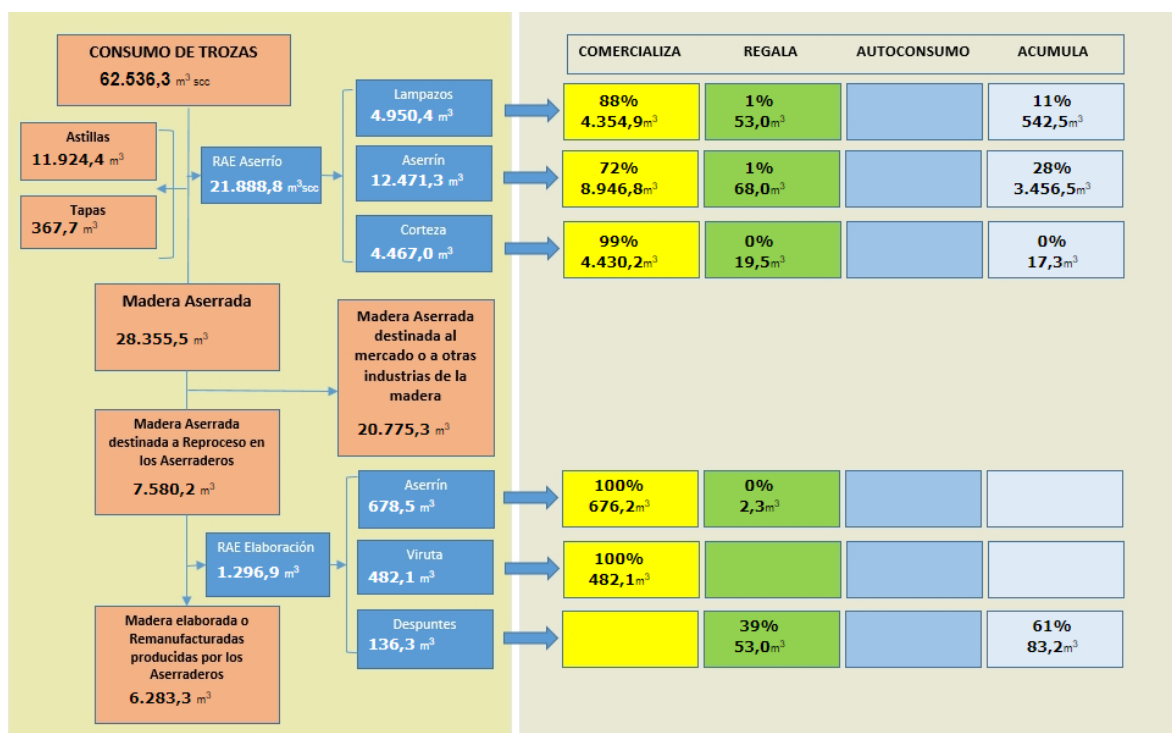 CONSUMO DE TROZAS
62.536,3 m³ scc
Astillas
11.924,4 m³
Tapas
367,7 m³
RAE Aserrío
21.888,8 m³scc
Lampazos
4.950,4 m³
Aserrín
12.471,3 m³
Corteza
4.467,0 m³
COMERCIALIZA REGALA AUTOCONSUMO ACUMULA
88% 1% 11%
4.354,9m³ 53,0m³ 542,5m³
72% 1% 28%
8.946,8m³ 68,0m³ 3.456,5m³
99% 0% 0%
4.430,2m³ 19,5m³ 17,3m³
Madera Aserrada
28.355,5 m³
Madera Aserrada
destinada al
mercado o a otras
industrias de la
madera
20.775,3 m³
Madera Aserrada
destinada a Reproceso en
los Aserraderos
7.580,2 m³
RAE Elaboración
1.296,9 m³
Aserrín
678,5 m³
Viruta
482,1 m³
Despuntes
136,3 m³
100% 0%
676,2m³ 2,3m³
100%
482,1m³
39% 61%
53,0m³ 83,2m³
Madera elaborada o
Remanufacturadas
producidas por los
Aserraderos
6.283,3 m³